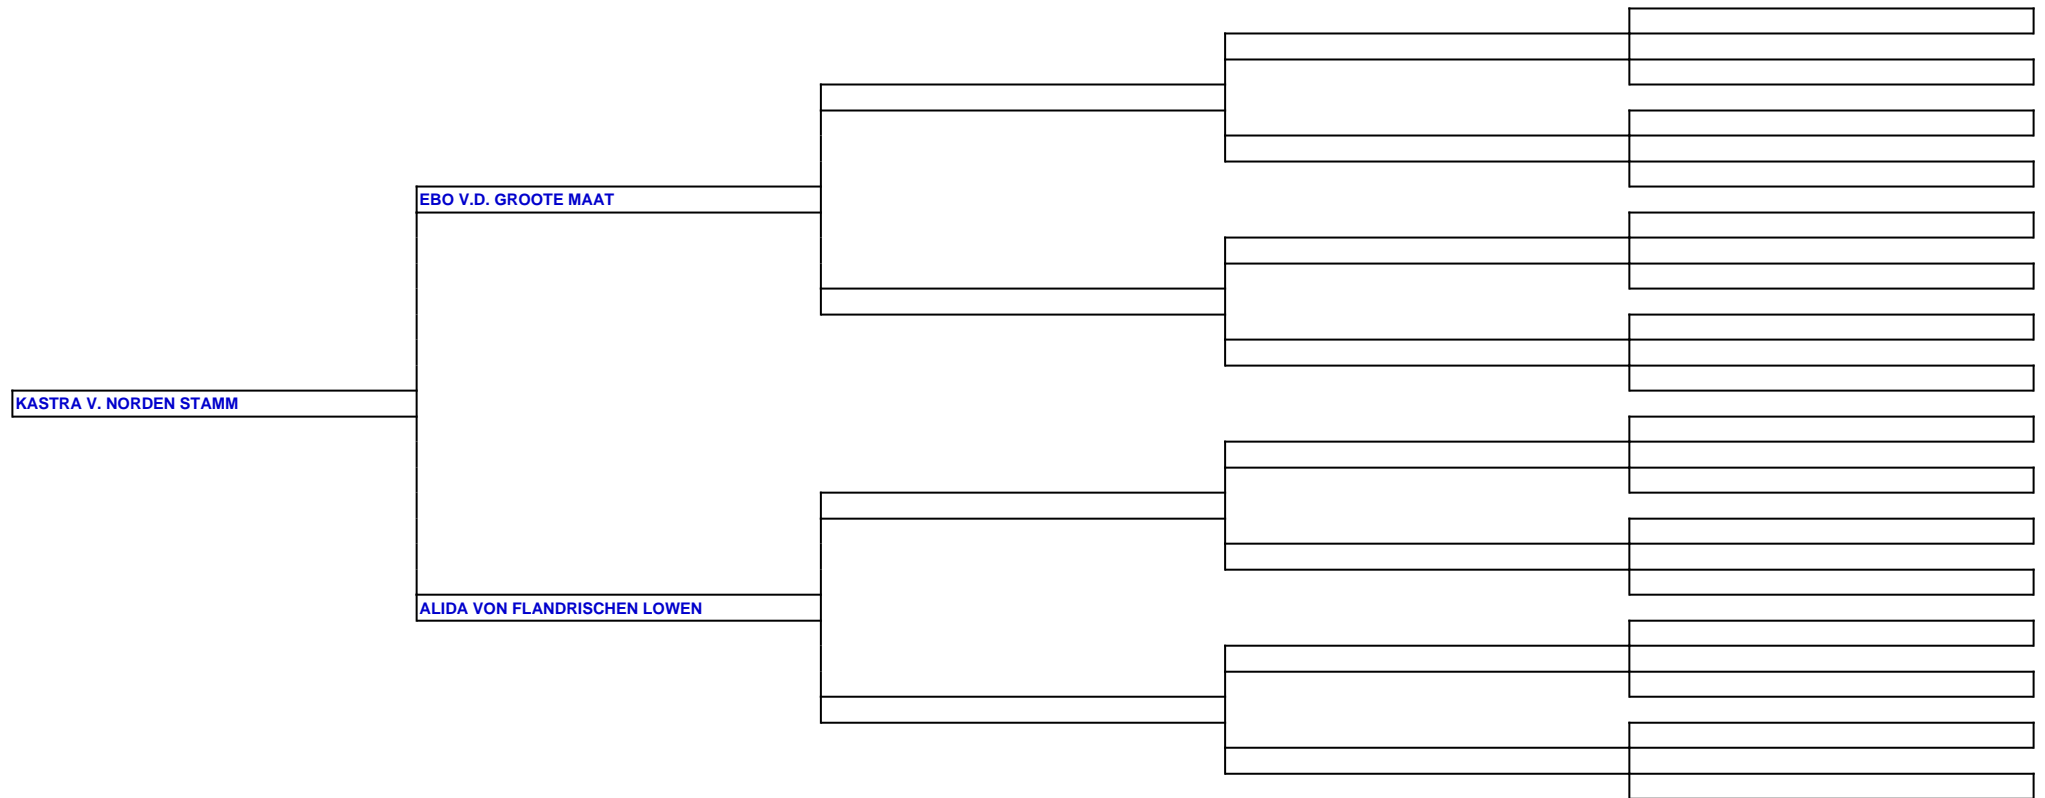 EBO V.D. GROOTE MAAT
KASTRA V. NORDEN STAMM
ALIDA VON FLANDRISCHEN LOWEN